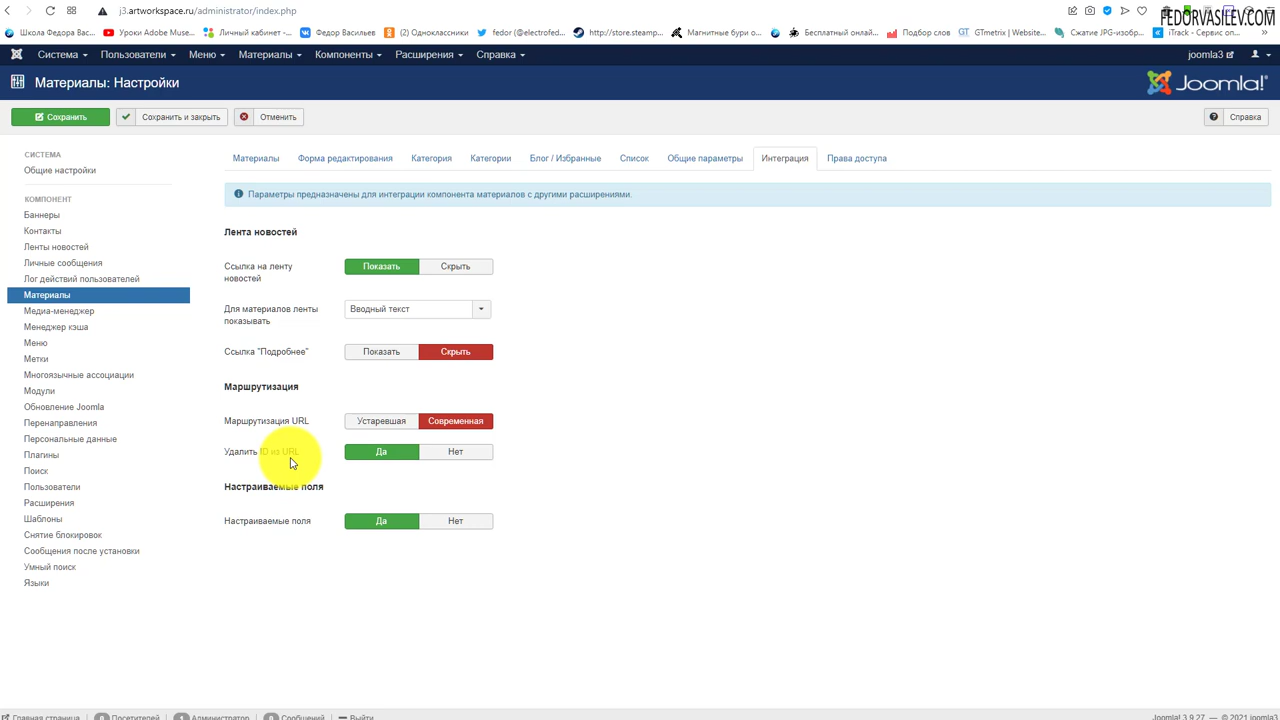 j3.artworkspace.ru/administrator/index.php
FEDORVASILEV.COM
Школа Федора Вас... Уроки Adobe Muse... Личный кабинет -... Федор Васильев (2) Одноклассники fedor (@electrofed... http://store.steamp... Магнитные бури о... Бесплатный онлай... Подбор слов GTmetrix | Website... Сжатие JPG-изобр... iTrack - Сервис оп...
Система Пользователи Меню Материалы Компоненты Расширения Справка joomla3
Материалы: Настройки Joomla!
Сохранить Сохранить и закрыть Отменить Справка
СИСТЕМА
Общие настройки
КОМПОНЕНТ
Баннеры
Контакты
Ленты новостей
Личные сообщения
Лог действий пользователей
Материалы
Медиа-менеджер
Менеджер кэша
Меню
Метки
Многоязычные ассоциации
Модули
Обновление Joomla
Перенаправления
Персональные данные
Плагины
Поиск
Пользователи
Расширения
Шаблоны
Снятие блокировок
Сообщения после установки
Умный поиск
Языки
Материалы Форма редактирования Категория Категории Блог / Избранные Список Общие параметры Интеграция Права доступа
Параметры предназначены для интеграции компонента материалов с другими расширениями.
Лента новостей
Ссылка на ленту
новостей
Показать Скрыть
Для материалов ленты
показывать
Вводный текст
Ссылка "Подробнее" Показать Скрыть
Маршрутизация
Маршрутизация URL Устаревшая Современная
Удалить ID из URL Да Нет
Настраиваемые поля
Настраиваемые поля Да Нет
Главная страница 0 Посетителей 1 Администратор 0 Сообщений Выйти Joomla! 3.9.27 — © 2021 joomla3